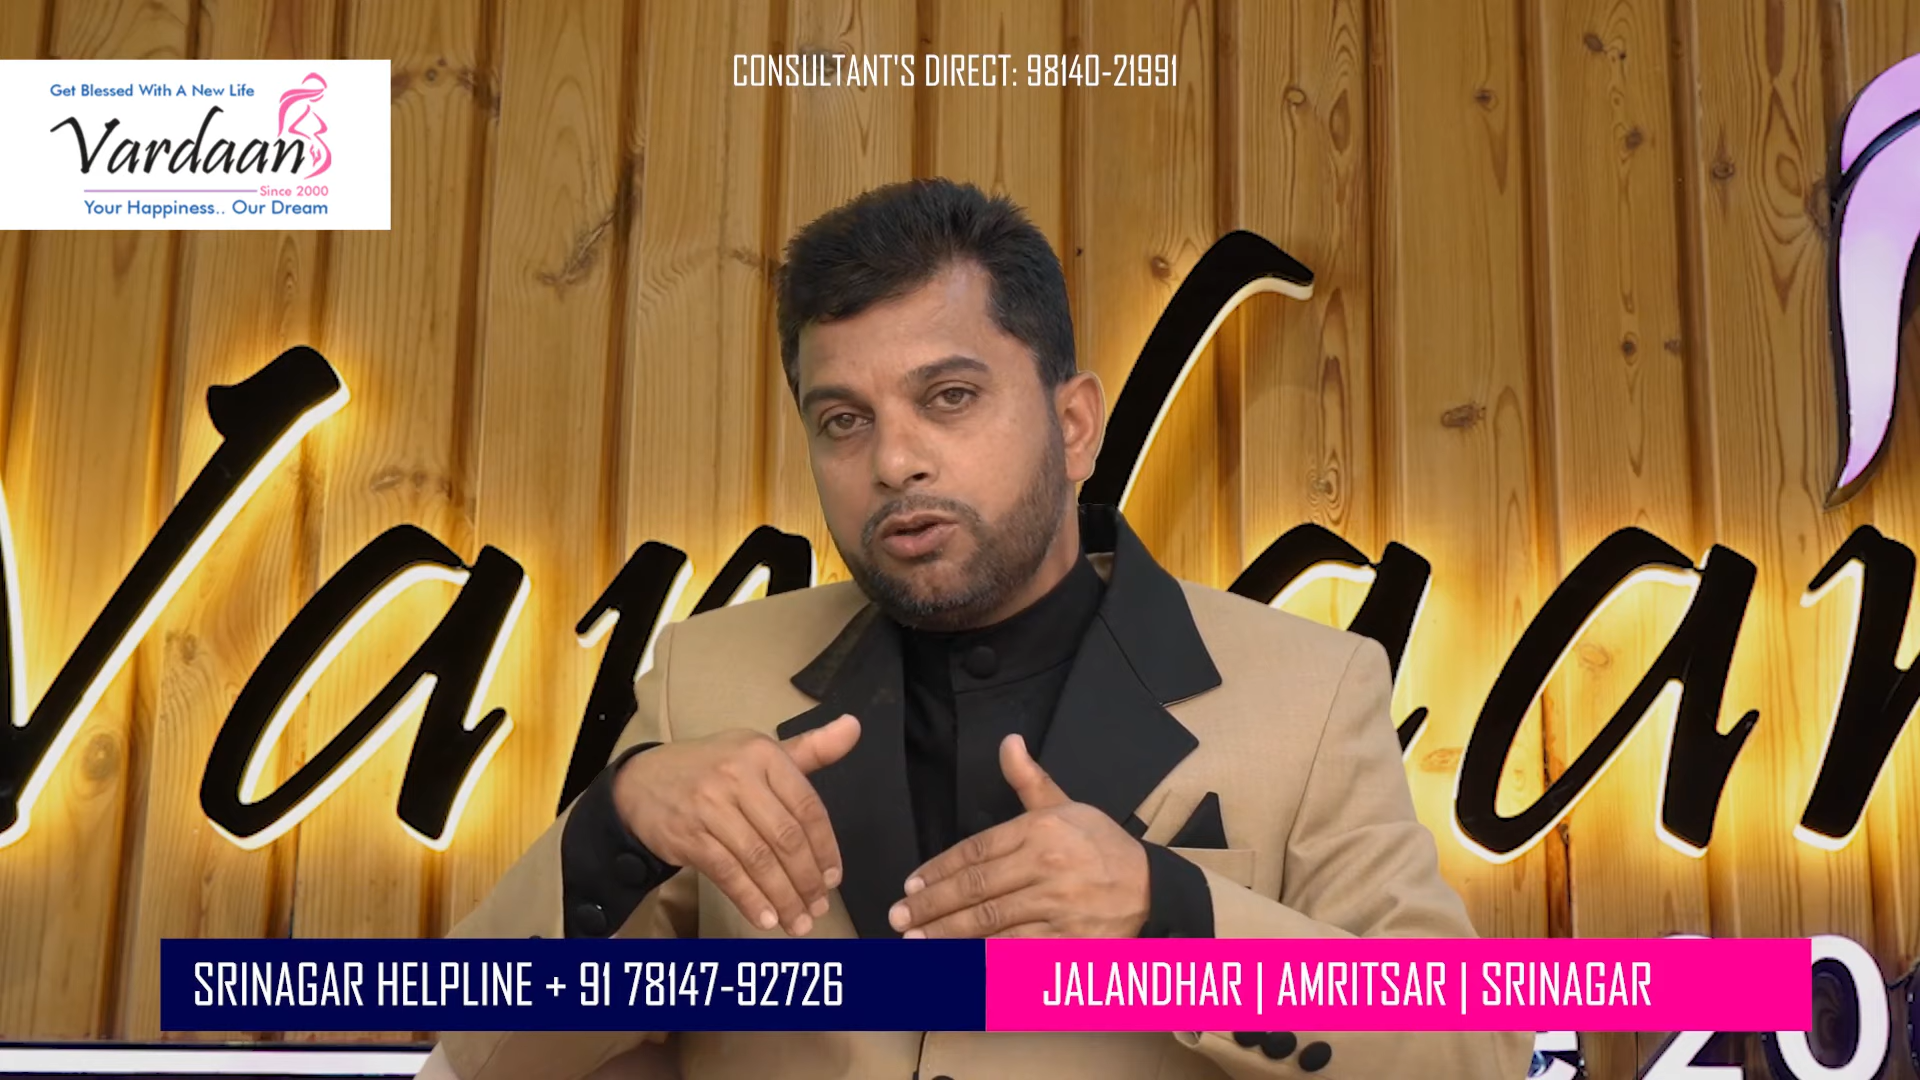 CONSULTANT'S DIRECT: 98140-21991
Get Blessed With A New Life
Vardaan
Since 2000
Your Happiness.. Our Dream
Vardaan
SRINAGAR HELPLINE + 91 78147-92726
JALANDHAR | AMRITSAR | SRINAGAR